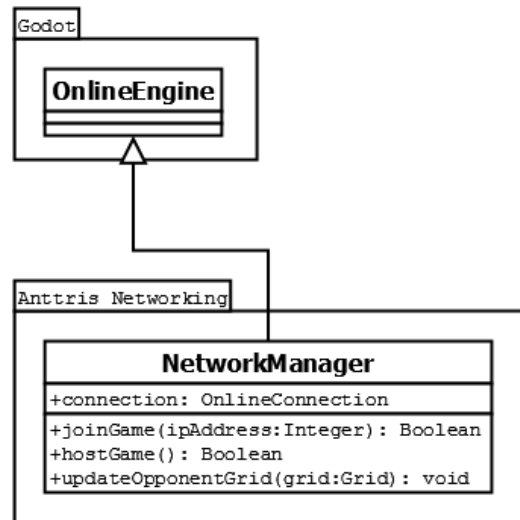 Godot
OnlineEngine
Anttris Networking
NetworkManager
+connection: OnlineConnection
+joinGame(ipAddress:Integer): Boolean
+hostGame(): Boolean
+updateOpponentGrid(grid:Grid): void